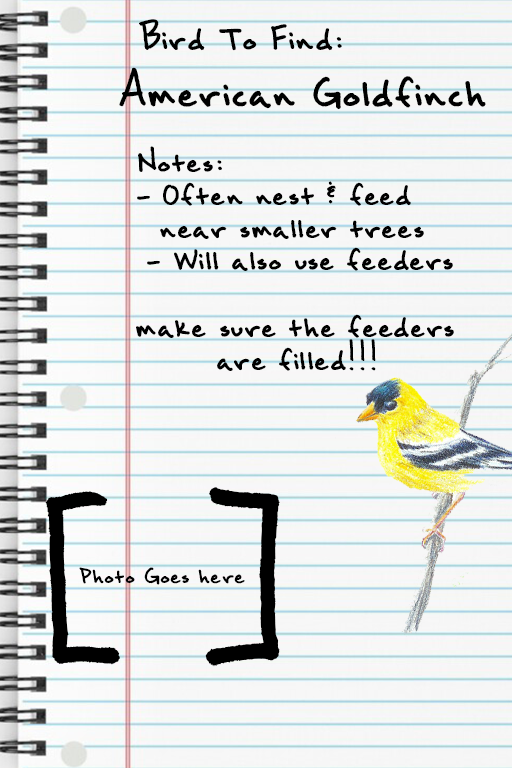 Bird To Find:
American Goldfinch
Notes:
- Often nest & feed
near smaller trees
- Will also use feeders
make sure the feeders
are filled!!!
Photo Goes here